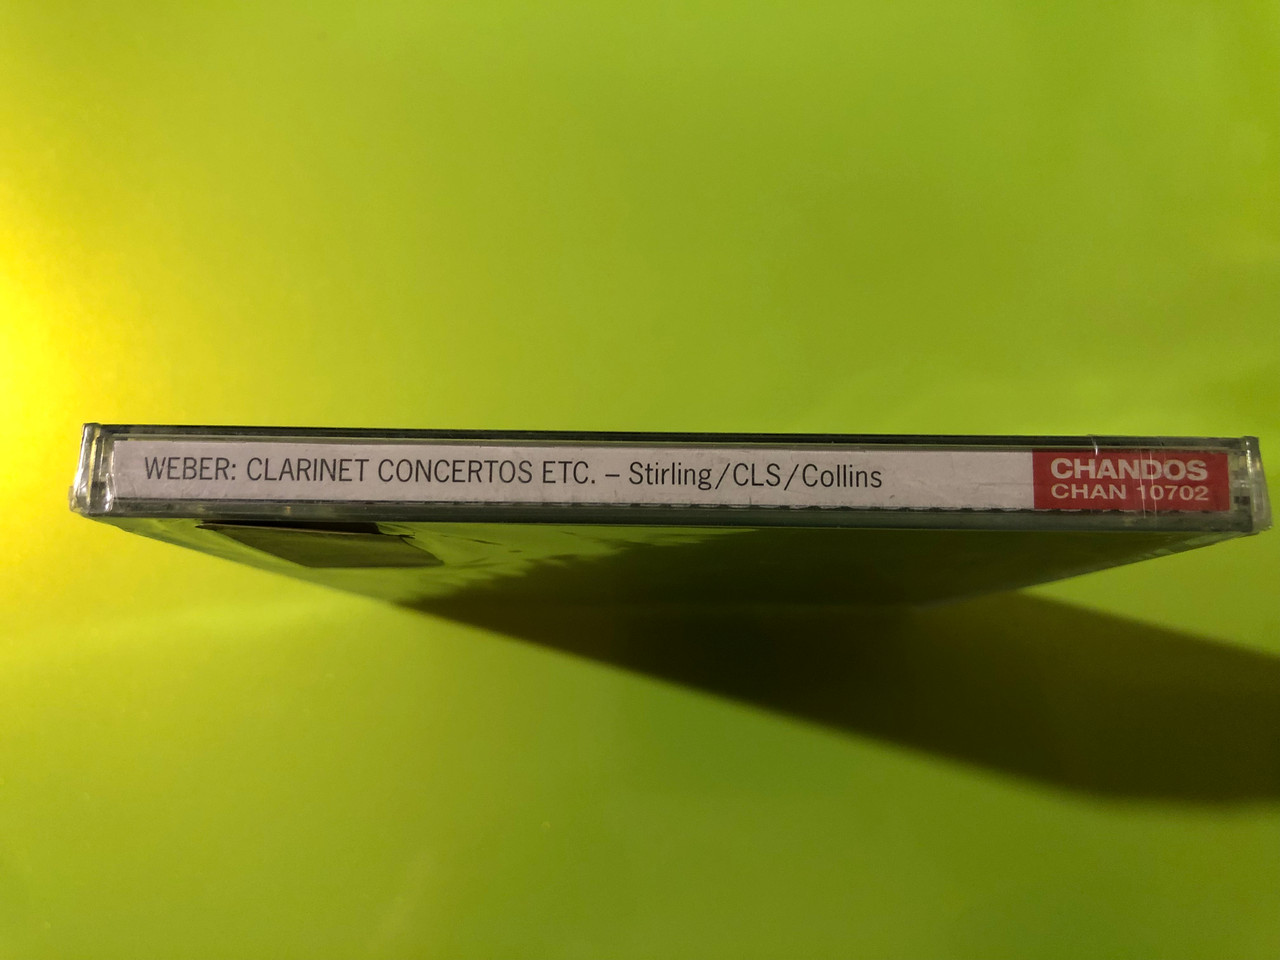 WEBER: CLARINET CONCERTOS ETC. – Stirling/CLS/Collins
CHANDOS
CHAN 10702